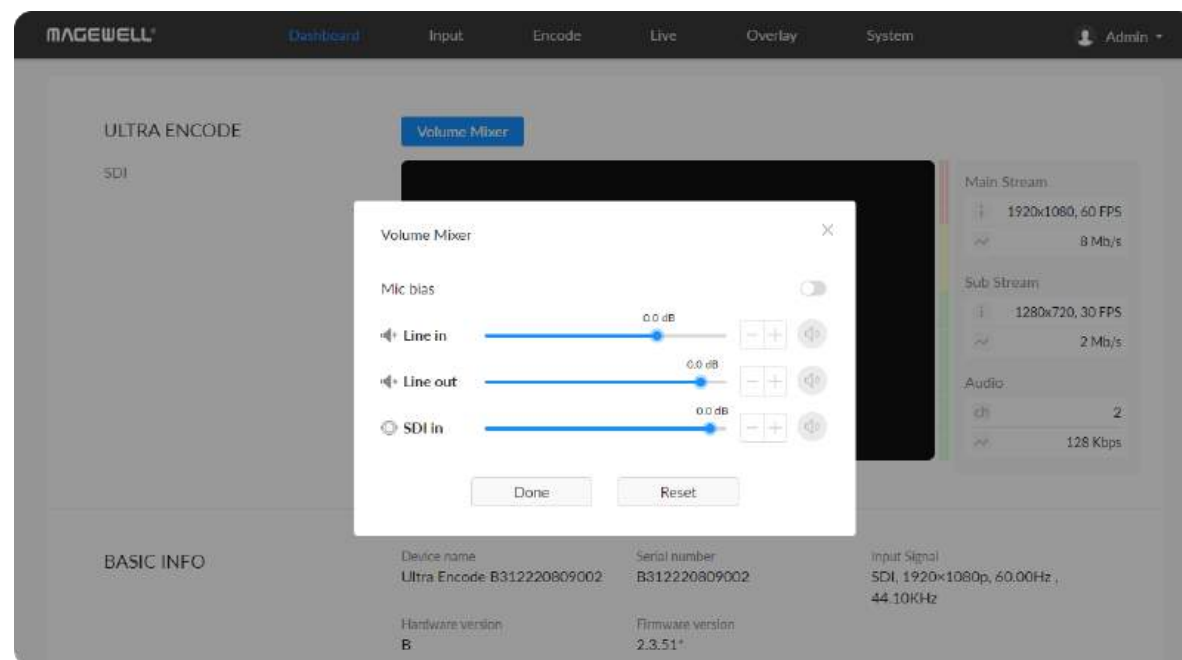 MAGEWELL
Dashboard Input Encode Live Overlay System Admin
ULTRA ENCODE
Volume Mixer
SDI
Main Stream
1920x1080, 60 FPS
8 Mb/s
Sub Stream
1280x720, 30 FPS
2 Mb/s
Audio
ch 2
128 Kbps
Volume Mixer
Mic bias
0.0 dB
Line in
0.0 dB
Line out
0.0 dB
SDI in
Done Reset
BASIC INFO
Device name Serial number Input Signal
Ultra Encode B312220809002 B312220809002 SDI, 1920×1080p, 60.00Hz ,
44.10KHz
Hardware version Firmware version
B 2.3.51*